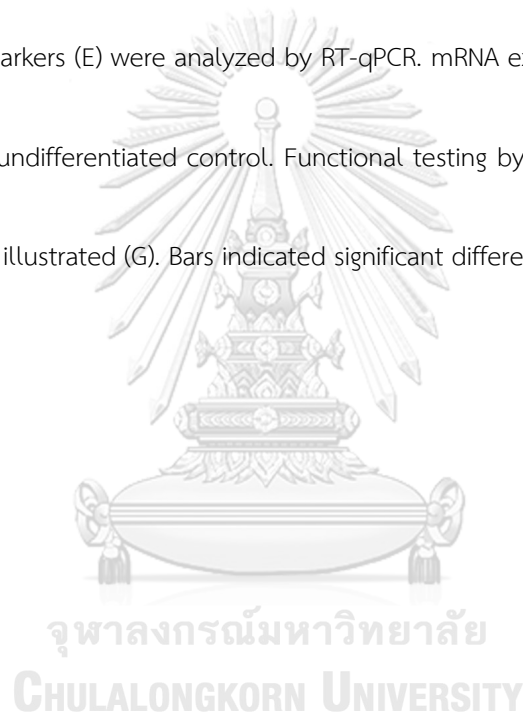 arkers (E) were analyzed by RT-qPCR. mRNA ex
undifferentiated control. Functional testing by
illustrated (G). Bars indicated significant differe
จุฬาลงกรณ์มหาวิทยาลัย
CHULALONGKORN UNIVERSITY